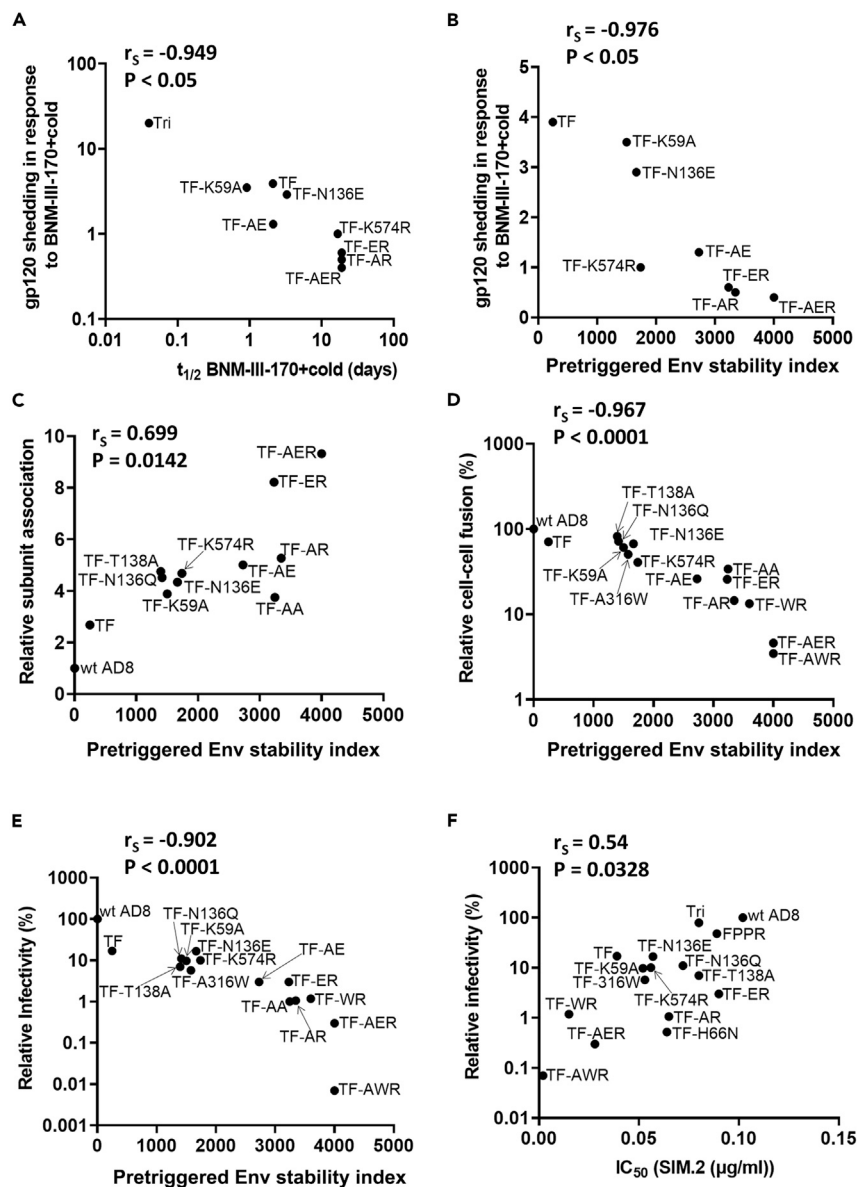 A
rS = -0.949
P < 0.05
gp120 shedding in response
to BNM-III-170+cold
100
10
1
0.1
0.01
0.1
1
10
100
Tri
TF-K59A
TF
TF-N136E
TF-AE
TF-K574R
TF-ER
TF-AR
TF-AER
t1/2 BNM-III-170+cold (days)
B
rS = -0.976
P < 0.05
gp120 shedding in response
to BNM-III-170+cold
5
4
3
2
1
0
0
1000
2000
3000
4000
5000
TF
TF-K59A
TF-N136E
TF-K574R
TF-AE
TF-ER
TF-AR
TF-AER
Pretriggered Env stability index
C
rS = 0.699
P = 0.0142
Relative subunit association
10
8
6
4
2
0
0
1000
2000
3000
4000
5000
TF-AER
TF-ER
TF-K574R
TF-AR
TF-T138A
TF-AE
TF-N136Q
TF-N136E
TF-K59A
TF-AA
TF
wt AD8
Pretriggered Env stability index
D
rS = -0.967
P < 0.0001
Relative cell-cell fusion (%)
1000
100
10
1
0
1000
2000
3000
4000
5000
TF-T138A
TF-N136Q
wt AD8
TF
TF-N136E
TF-K59A
TF-K574R
TF-AA
TF-AE
TF-ER
TF-A316W
TF-AR
TF-WR
TF-AER
TF-AWR
Pretriggered Env stability index
E
rS = -0.902
P < 0.0001
Relative Infectivity (%)
1000
100
10
1
0.1
0.01
0.001
0
1000
2000
3000
4000
5000
wt AD8
TF-N136Q
TF-K59A
TF
TF-N136E
TF-AE
TF-K574R
TF-T138A
TF-A316W
TF-ER
TF-AA
TF-WR
TF-AR
TF-AER
TF-AWR
Pretriggered Env stability index
F
rS = 0.54
P = 0.0328
Relative infectivity (%)
1000
100
10
1
0.1
0.01
0.00
0.05
0.10
0.15
Tri
wt AD8
FPPR
TF-N136E
TF
TF-N136Q
TF-K59A
TF-T138A
TF-316W
TF-K574R
TF-ER
TF-WR
TF-AR
TF-AER
TF-H66N
TF-AWR
IC50 (SIM.2 (μg/ml))